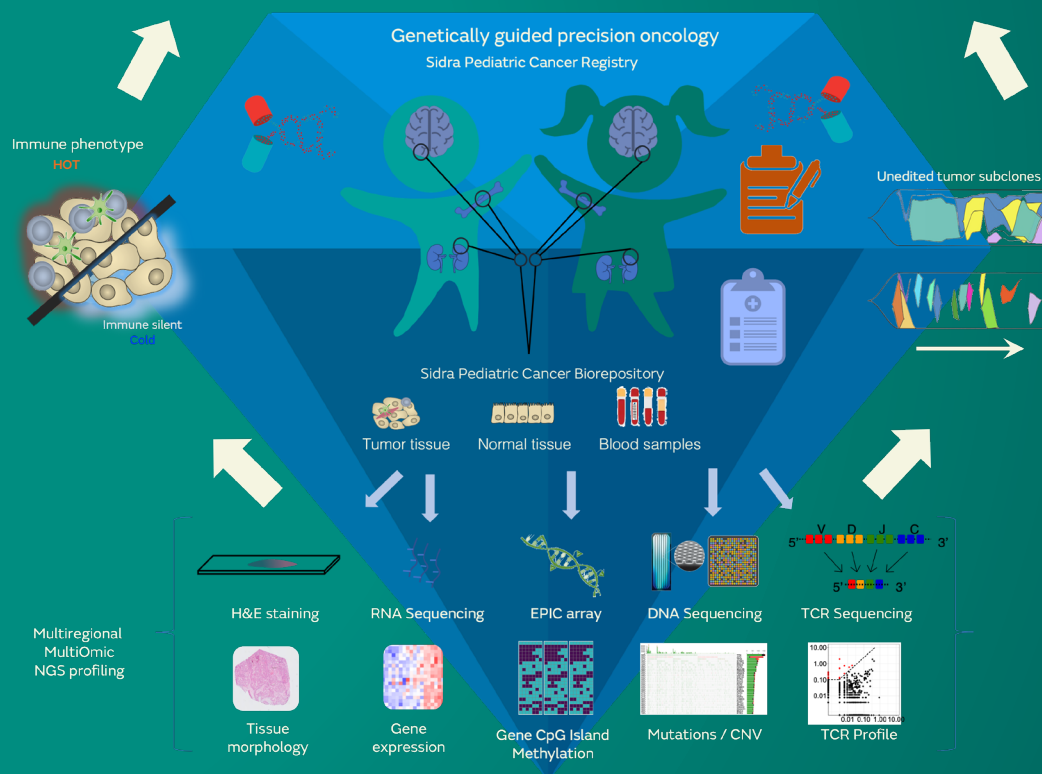 Genetically guided precision oncology
Sidra Pediatric Cancer Registry
Immune phenotype
HOT
Unedited tumor subclones
Immune silent
Cold
Sidra Pediatric Cancer Biorepository
Tumor tissue
Normal tissue
Blood samples
V D J C
5' 3'
5' 3'
H&E staining
RNA Sequencing
EPIC array
DNA Sequencing
TCR Sequencing
Multiregional
MultiOmic
NGS profiling
10.00
1.00
0.10
0.01
0.01 0.10 1.00 10.00
Tissue
morphology
Gene
expression
Gene CpG Island
Methylation
Mutations / CNV
TCR Profile